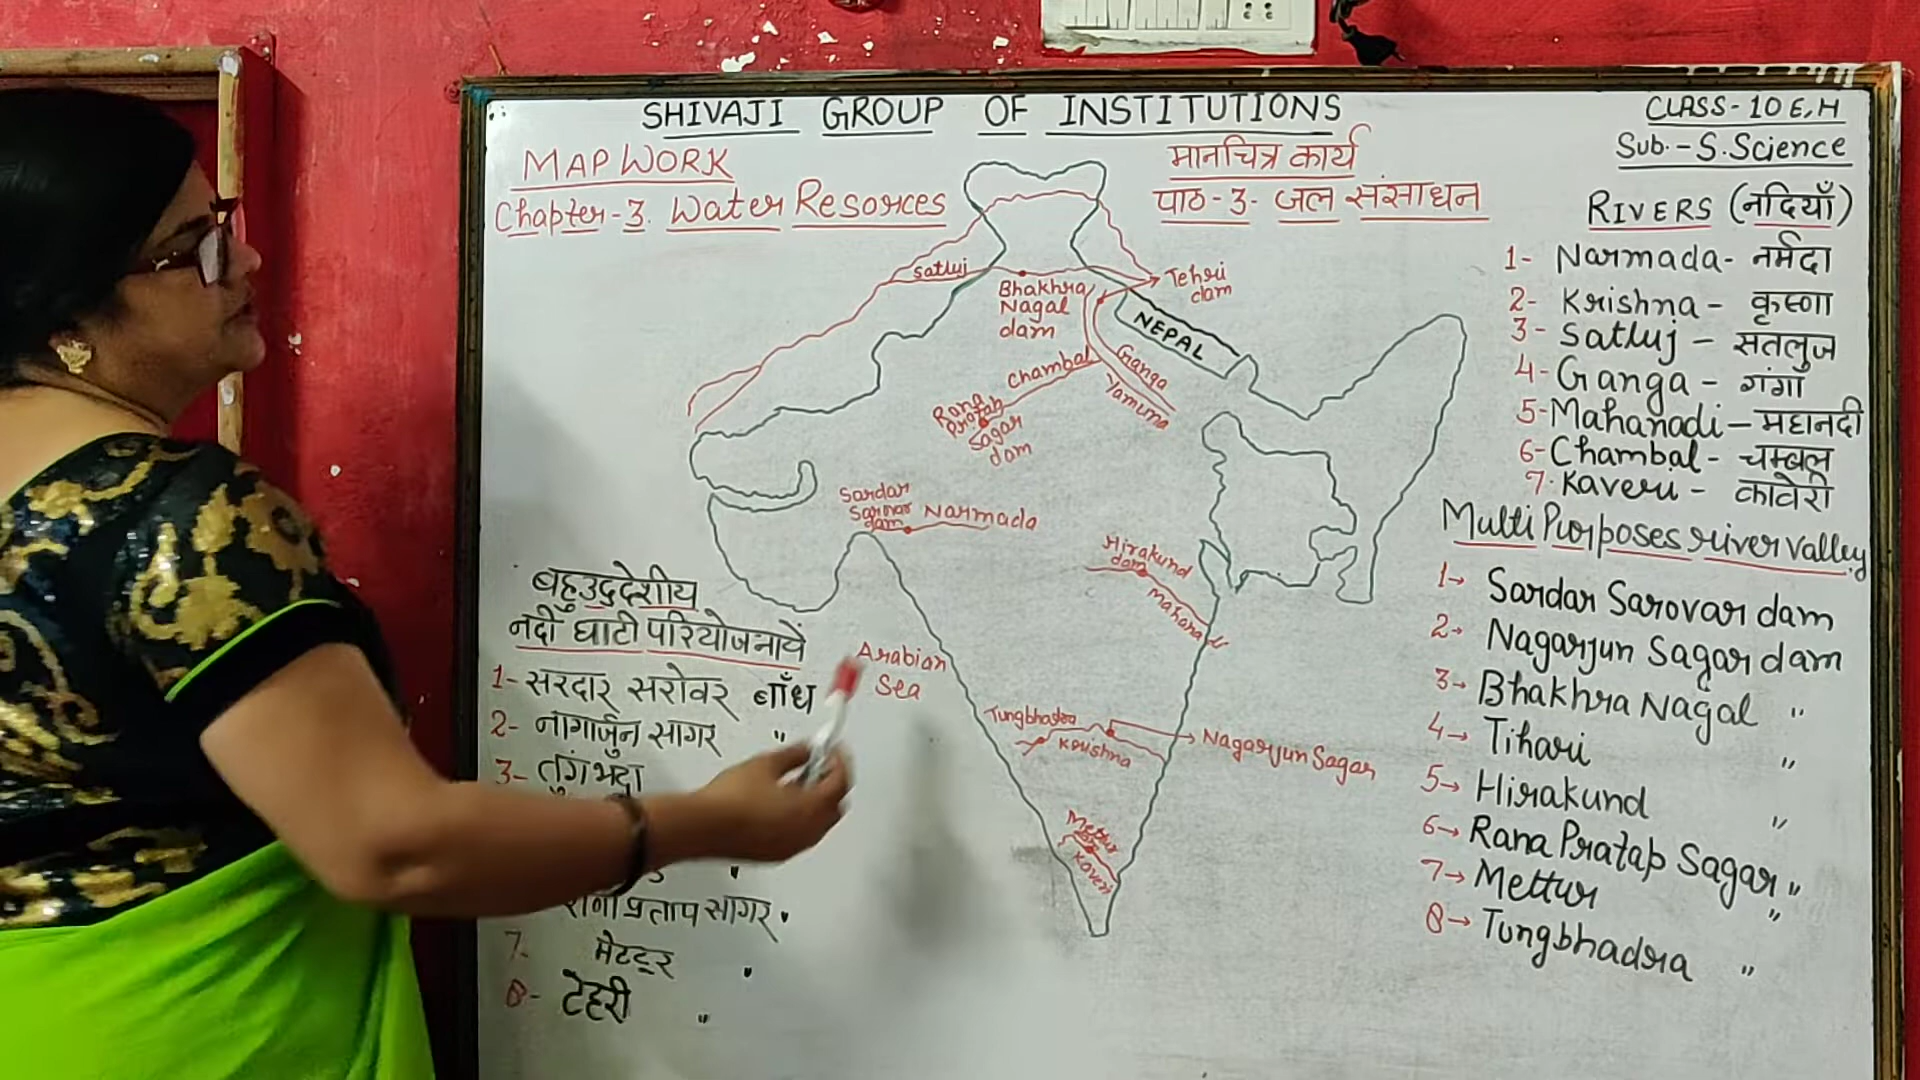 SHIVAJI GROUP OF INSTITUTIONS
CLASS-10 E,H
Sub.-S.Science
MAP WORK
मानचित्र कार्य
Chapter-3. Water Resorces
पाठ-3- जल संसाधन
RIVERS (नदियाँ)
1- Narmada- नर्मदा
2- Krishna - कृष्णा
3- Satluj - सतलुज
4- Ganga - गंगा
5- Mahanadi - महानदी
6- Chambal - चम्बल
7. Kaveri - कावेरी
Multi Purposes river valley
1→ Sardar Sarovar dam
2→ Nagarjun Sagar dam
3→ Bhakhra Nagal "
4→ Tihari "
5→ Hirakund "
6→ Rana Pratap Sagar "
7→ Mettur "
8→ Tungbhadra "
Satluj
Bhakhra
Nagal
dam
Tehri
dam
NEPAL
Chambal
Ganga
Yamuna
Rana
Pratap
Sagar
dam
Sardar
Sarovar
dam
Narmada
Hirakund
dam
Mahanadi
Arabian
Sea
Tungbhadra
Krishna
Nagarjun Sagar
Mettur
Kaveri
बहुउद्देशीय
नदी घाटी परियोजनायें
1- सरदार सरोवर बाँध
2- नागार्जुन सागर "
3- तुंगभद्रा
प्रताप सागर "
7- मेटटूर "
8- टेहरी "